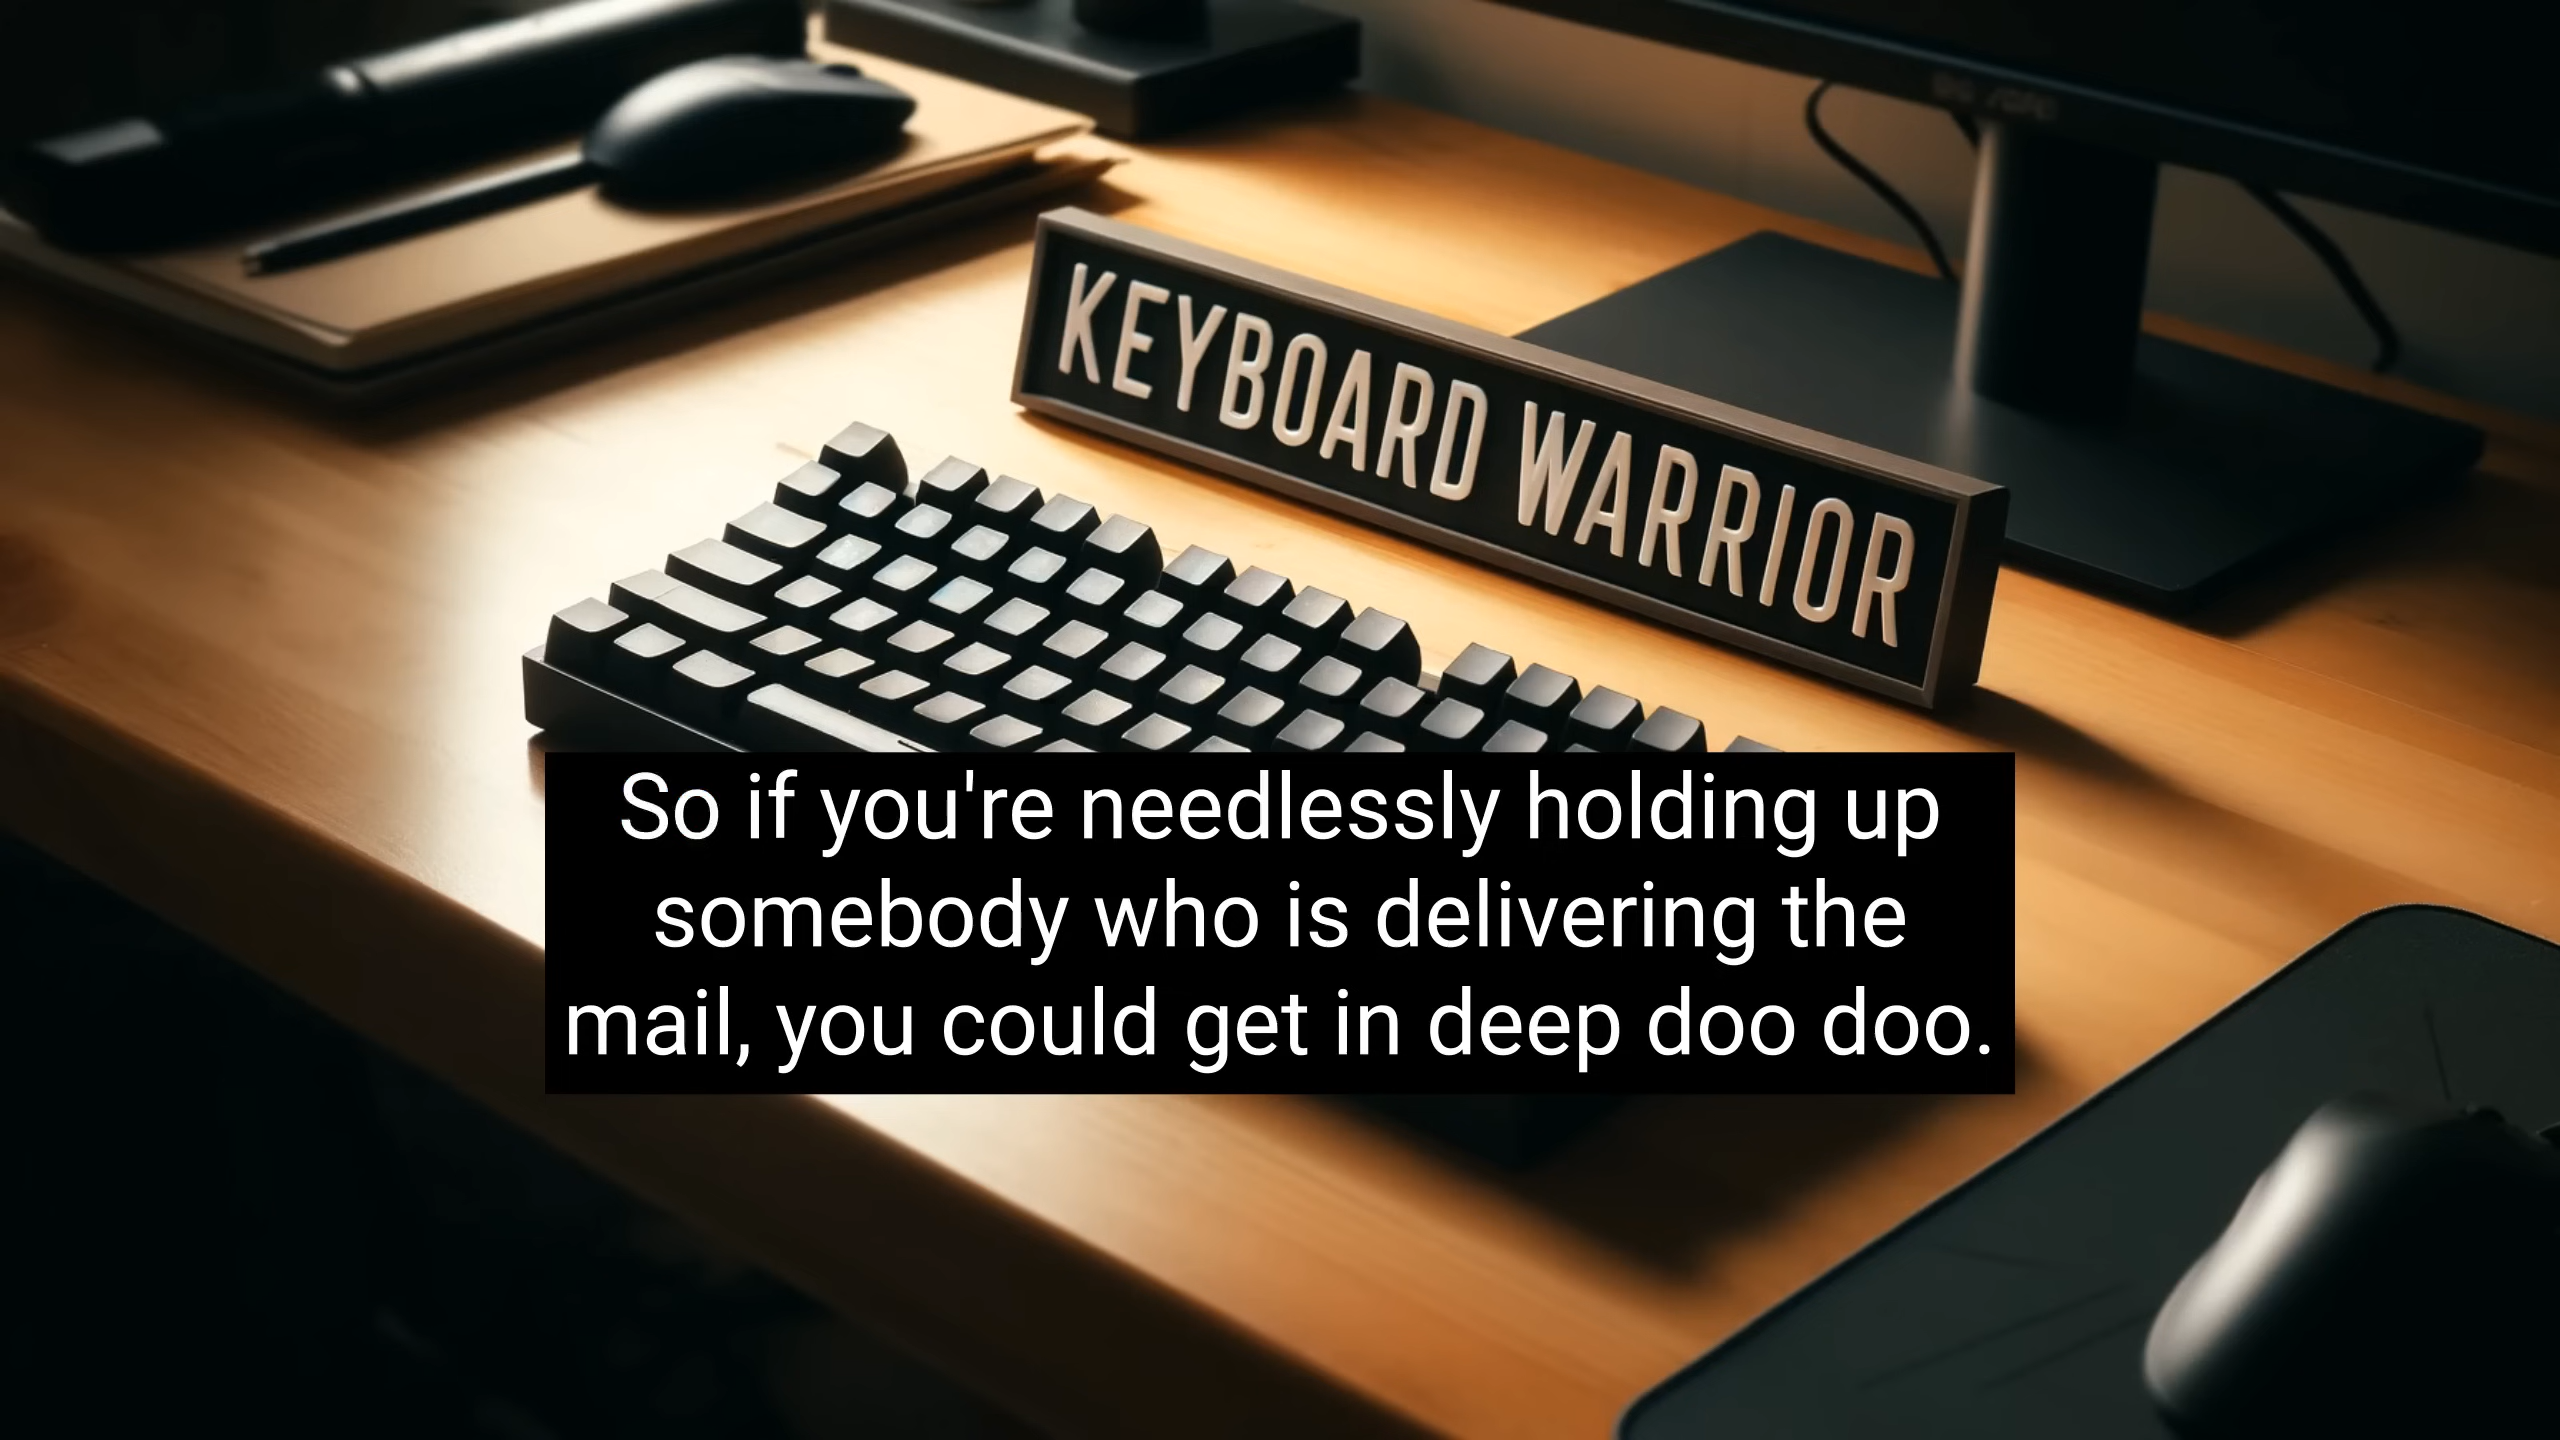 KEYBOARD WARRIOR
So if you're needlessly holding up
somebody who is delivering the
mail, you could get in deep doo doo.